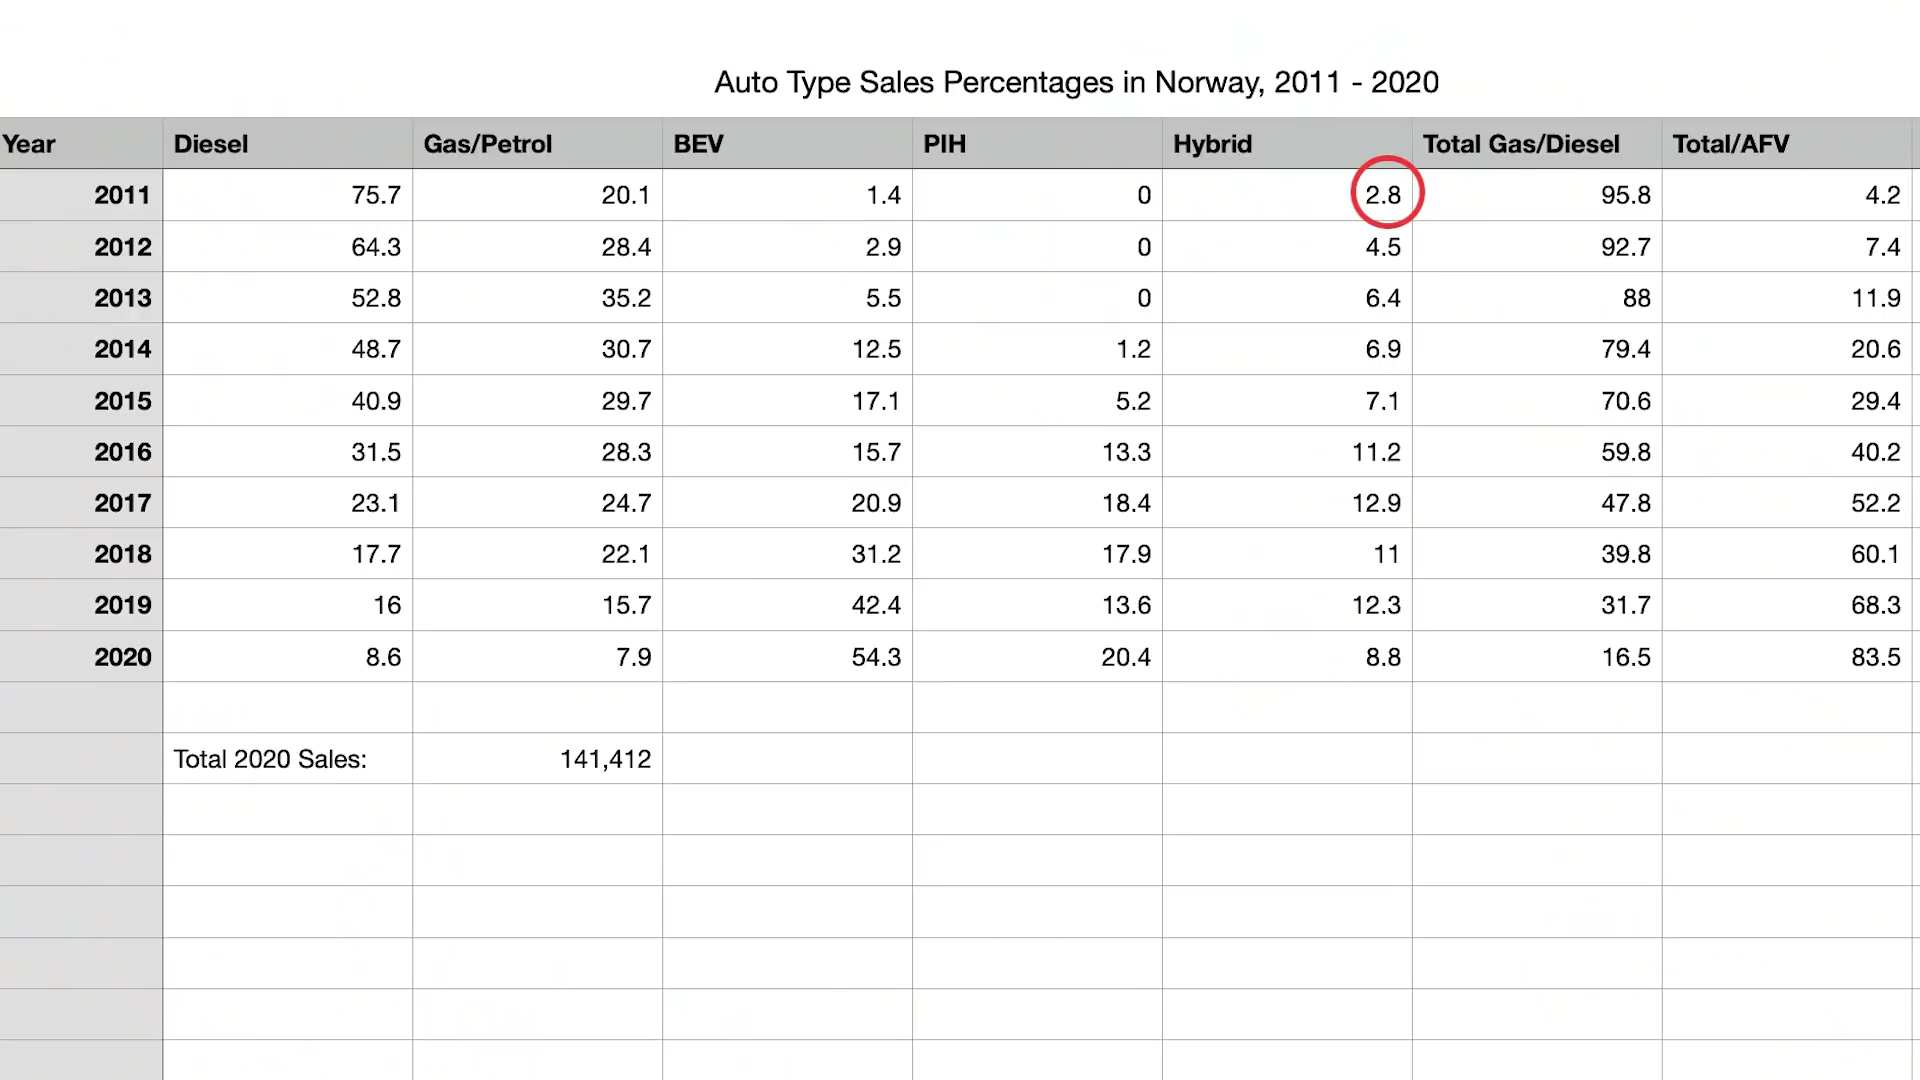 Auto Type Sales Percentages in Norway, 2011 - 2020
Year Diesel Gas/Petrol BEV PIH Hybrid Total Gas/Diesel Total/AFV
2011 75.7 20.1 1.4 0 2.8 95.8 4.2
2012 64.3 28.4 2.9 0 4.5 92.7 7.4
2013 52.8 35.2 5.5 0 6.4 88 11.9
2014 48.7 30.7 12.5 1.2 6.9 79.4 20.6
2015 40.9 29.7 17.1 5.2 7.1 70.6 29.4
2016 31.5 28.3 15.7 13.3 11.2 59.8 40.2
2017 23.1 24.7 20.9 18.4 12.9 47.8 52.2
2018 17.7 22.1 31.2 17.9 11 39.8 60.1
2019 16 15.7 42.4 13.6 12.3 31.7 68.3
2020 8.6 7.9 54.3 20.4 8.8 16.5 83.5
Total 2020 Sales: 141,412